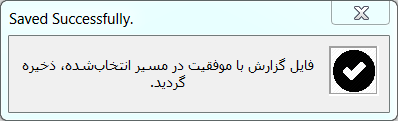 Saved Successfully.
فایل گزارش با موفقیت در مسیر انتخاب‌شده، ذخیره
گردید.